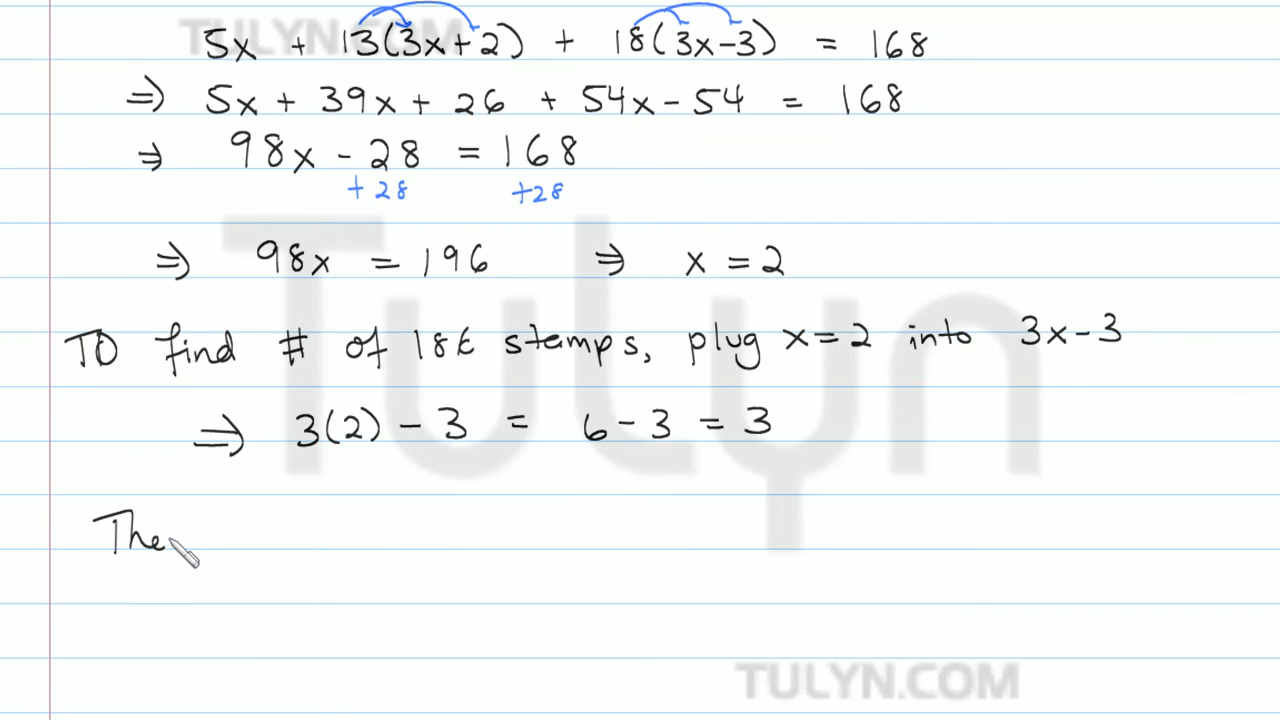 5x + 13(3x+2) + 18(3x-3) = 168
⇒ 5x + 39x + 26 + 54x - 54 = 168
⇒ 98x - 28 = 168
+ 28 +28
⇒ 98x = 196 ⇒ x = 2
TO find # of 18¢ stamps, plug x=2 into 3x-3
⇒ 3(2) - 3 = 6 - 3 = 3
The
TULYN.COM
Tulyn
TULYN.COM